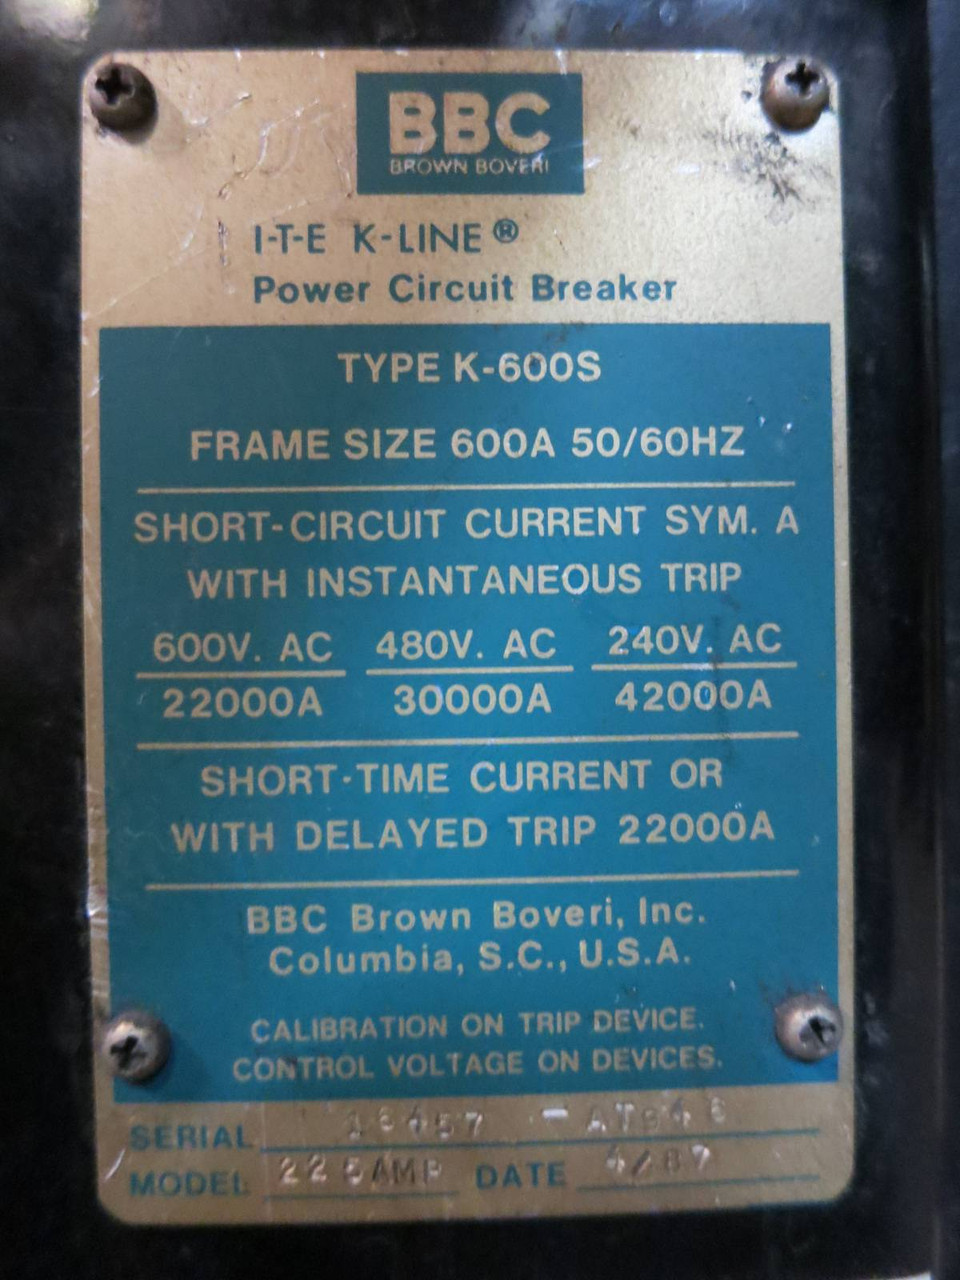 BBC
BROWN BOVERI
I-T-E K-LINE®
Power Circuit Breaker
TYPE K-600S
FRAME SIZE 600A 50/60HZ
SHORT-CIRCUIT CURRENT SYM. A
WITH INSTANTANEOUS TRIP
600V. AC 480V. AC 240V. AC
22000A 30000A 42000A
SHORT-TIME CURRENT OR
WITH DELAYED TRIP 22000A
BBC Brown Boveri, Inc.
Columbia, S.C., U.S.A.
CALIBRATION ON TRIP DEVICE.
CONTROL VOLTAGE ON DEVICES.
SERIAL
MODEL 225AMP DATE 4/87